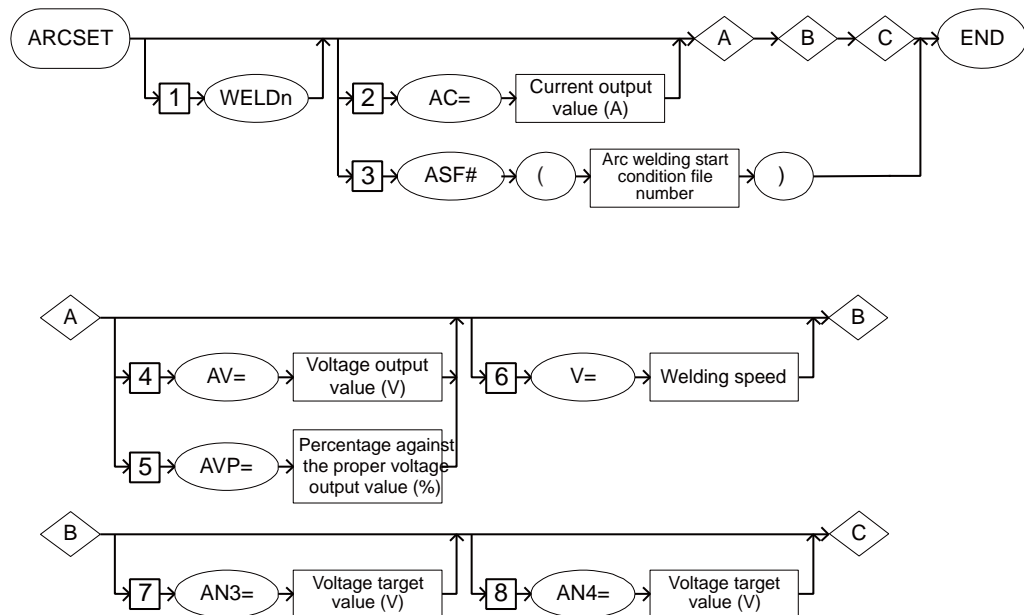 ARCSET
A
B
C
END
1
WELDn
2
AC=
Current output
value (A)
3
ASF#
(
Arc welding start
condition file
number
)
A
B
4
AV=
Voltage output
value (V)
6
V=
Welding speed
5
AVP=
Percentage against
the proper voltage
output value (%)
B
C
7
AN3=
Voltage target
value (V)
8
AN4=
Voltage target
value (V)